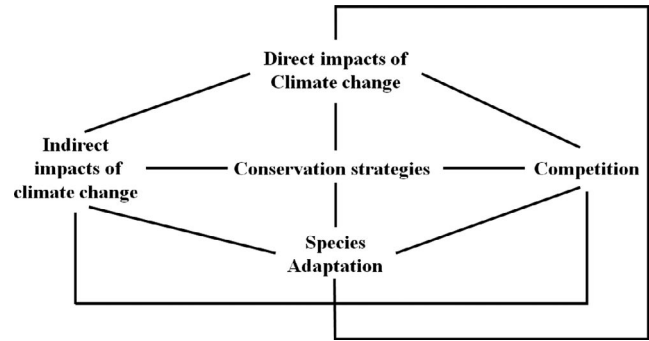 Direct impacts of
Climate change
Indirect
impacts of
climate change
Conservation strategies
Competition
Species
Adaptation